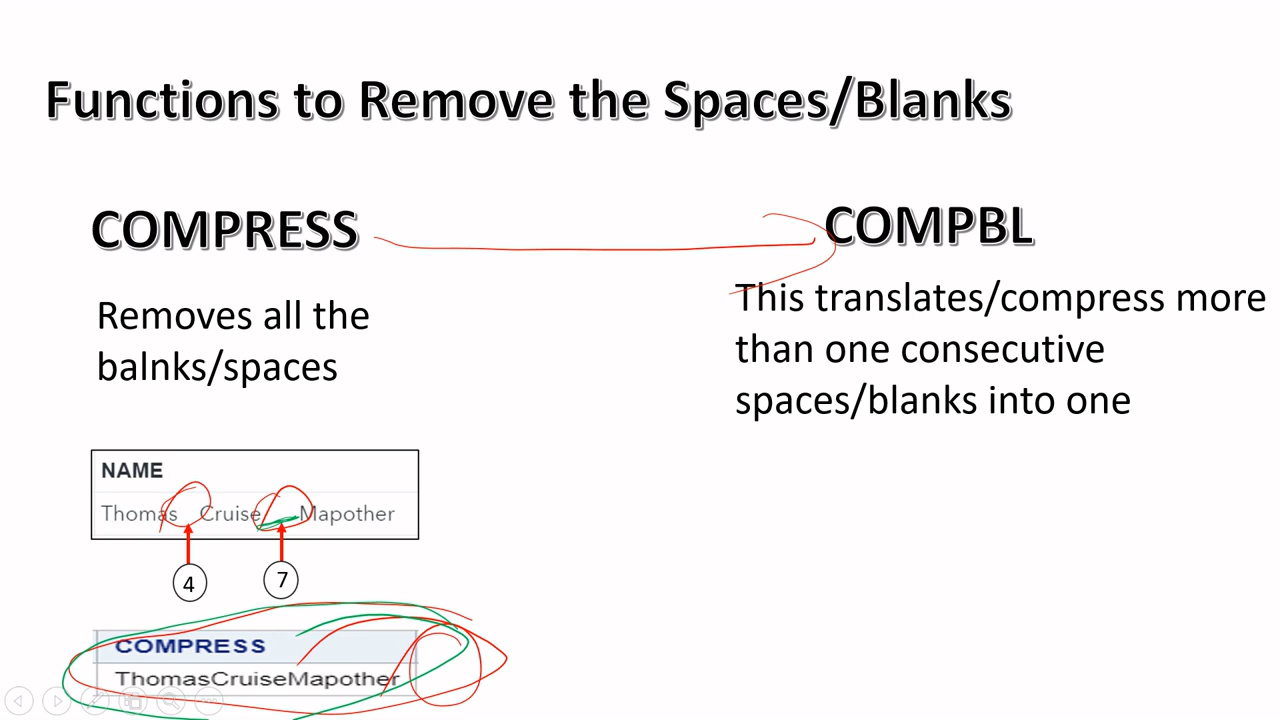 Functions to Remove the Spaces/Blanks
COMPRESS
Removes all the
balnks/spaces
NAME
Thomas Cruise Mapother
4
7
COMPRESS
ThomasCruiseMapother
COMPBL
This translates/compress more
than one consecutive
spaces/blanks into one